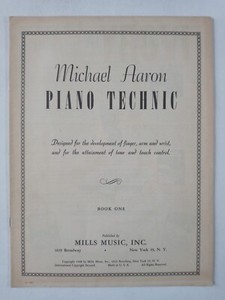 Michael Aaron
PIANO TECHNIC
Designed for the development of finger, arm and wrist,
and for the attainment of tone and touch control.
BOOK ONE
Published by
MILLS MUSIC, INC.
1619 Broadway New York 19, N. Y.